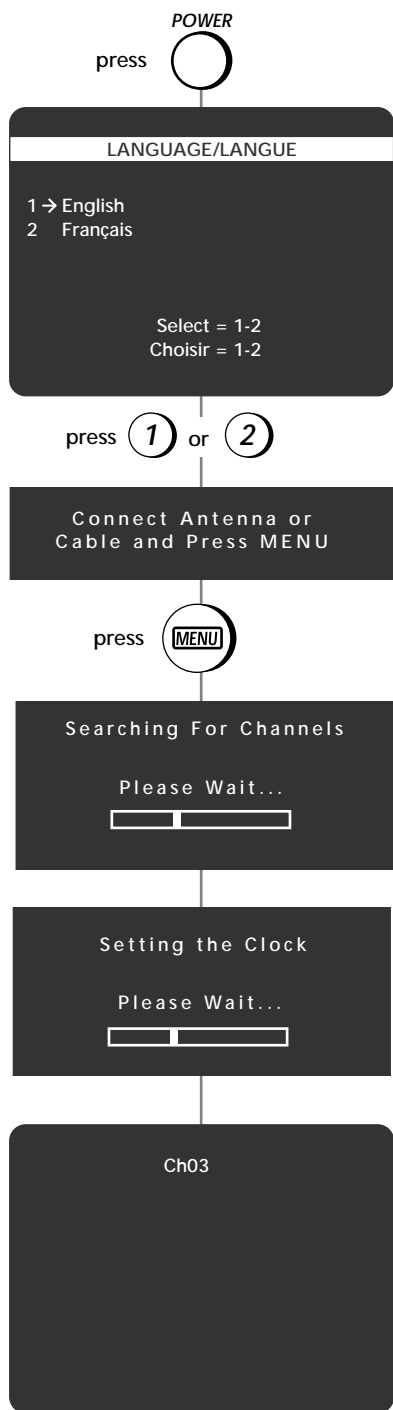 POWER
press
LANGUAGE/LANGUE
1 → English
2 Français
Select = 1-2
Choisir = 1-2
press 1 or 2
Connect Antenna or
Cable and Press MENU
press MENU
Searching For Channels
Please Wait...
Setting the Clock
Please Wait...
Ch03